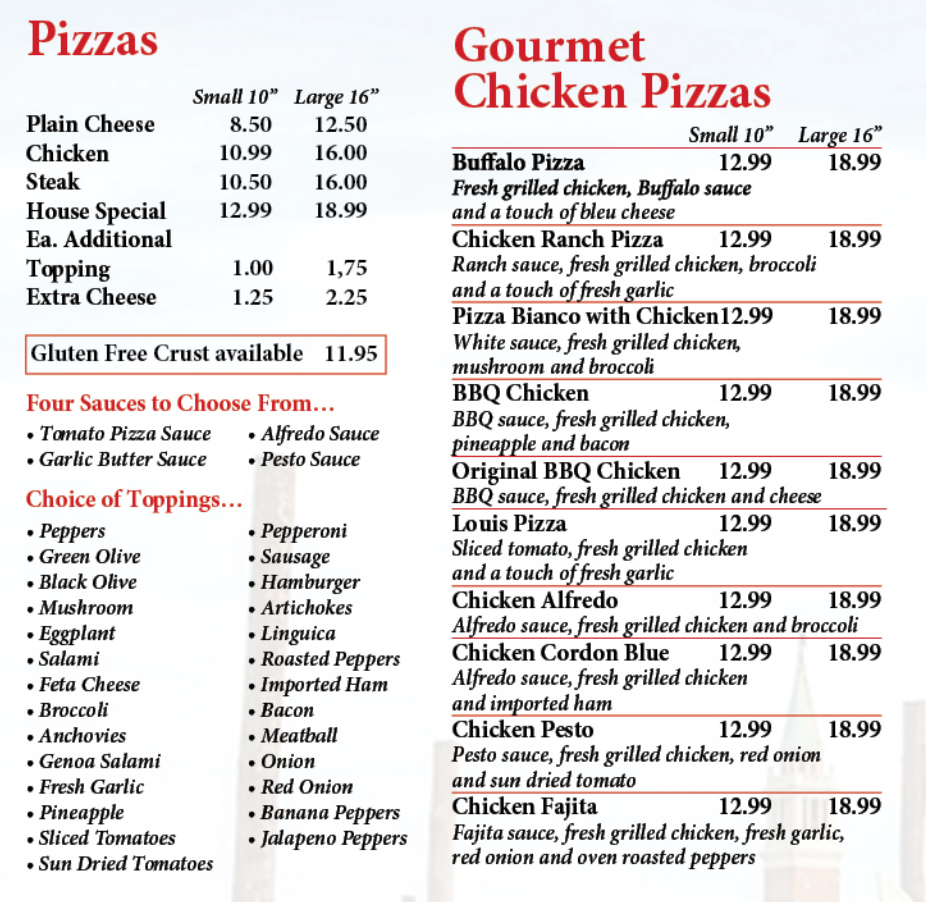 Pizzas
Small 10” Large 16”
Plain Cheese 8.50 12.50
Chicken 10.99 16.00
Steak 10.50 16.00
House Special 12.99 18.99
Ea. Additional
Topping 1.00 1,75
Extra Cheese 1.25 2.25
Gluten Free Crust available 11.95
Four Sauces to Choose From…
• Tomato Pizza Sauce • Alfredo Sauce
• Garlic Butter Sauce • Pesto Sauce
Choice of Toppings…
• Peppers • Pepperoni
• Green Olive • Sausage
• Black Olive • Hamburger
• Mushroom • Artichokes
• Eggplant • Linguica
• Salami • Roasted Peppers
• Feta Cheese • Imported Ham
• Broccoli • Bacon
• Anchovies • Meatball
• Genoa Salami • Onion
• Fresh Garlic • Red Onion
• Pineapple • Banana Peppers
• Sliced Tomatoes • Jalapeno Peppers
• Sun Dried Tomatoes
Gourmet
Chicken Pizzas
Small 10” Large 16”
Buffalo Pizza 12.99 18.99
Fresh grilled chicken, Buffalo sauce
and a touch of bleu cheese
Chicken Ranch Pizza 12.99 18.99
Ranch sauce, fresh grilled chicken, broccoli
and a touch of fresh garlic
Pizza Bianco with Chicken12.99 18.99
White sauce, fresh grilled chicken,
mushroom and broccoli
BBQ Chicken 12.99 18.99
BBQ sauce, fresh grilled chicken,
pineapple and bacon
Original BBQ Chicken 12.99 18.99
BBQ sauce, fresh grilled chicken and cheese
Louis Pizza 12.99 18.99
Sliced tomato, fresh grilled chicken
and a touch of fresh garlic
Chicken Alfredo 12.99 18.99
Alfredo sauce, fresh grilled chicken and broccoli
Chicken Cordon Blue 12.99 18.99
Alfredo sauce, fresh grilled chicken
and imported ham
Chicken Pesto 12.99 18.99
Pesto sauce, fresh grilled chicken, red onion
and sun dried tomato
Chicken Fajita 12.99 18.99
Fajita sauce, fresh grilled chicken, fresh garlic,
red onion and oven roasted peppers